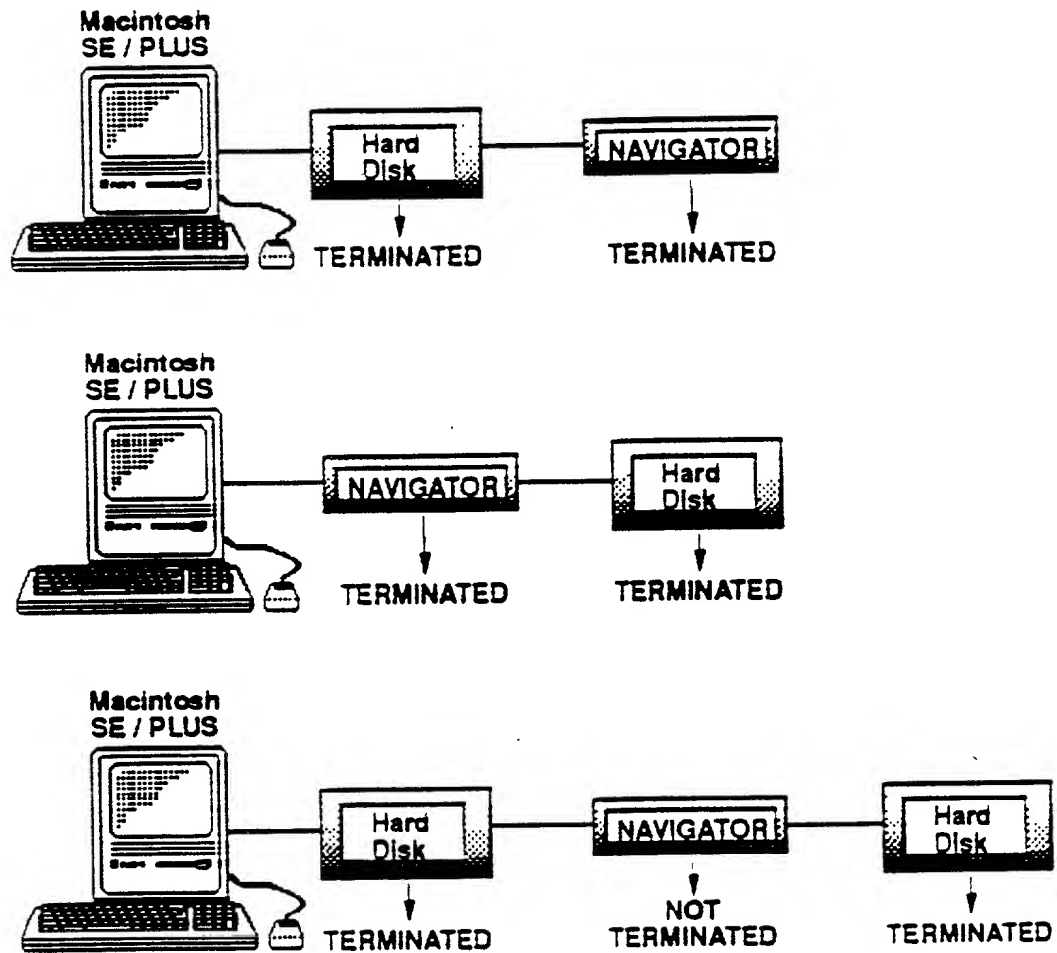 Macintosh
SE / PLUS
Hard
Disk
NAVIGATOR
TERMINATED
TERMINATED
Macintosh
SE / PLUS
NAVIGATOR
Hard
Disk
TERMINATED
TERMINATED
Macintosh
SE / PLUS
Hard
Disk
NAVIGATOR
Hard
Disk
TERMINATED
NOT
TERMINATED
TERMINATED